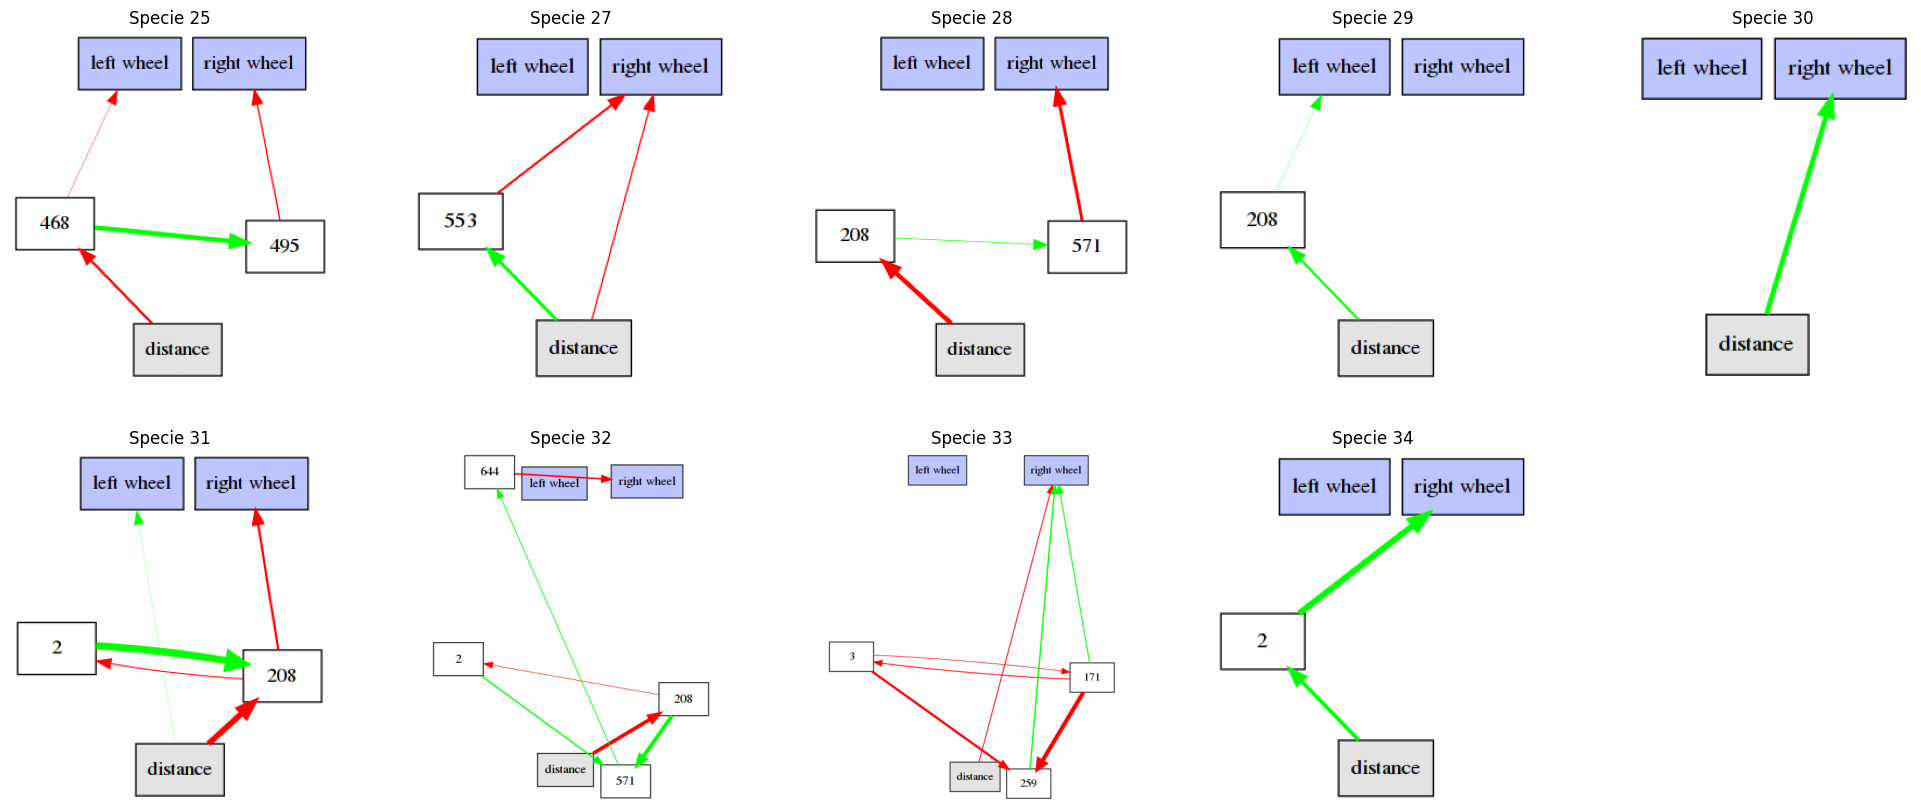 Specie 25
left wheel
right wheel
468
495
distance
Specie 27
left wheel
right wheel
553
distance
Specie 28
left wheel
right wheel
208
571
distance
Specie 29
left wheel
right wheel
208
distance
Specie 30
left wheel
right wheel
distance
Specie 31
left wheel
right wheel
2
208
distance
Specie 32
644
left wheel
right wheel
2
208
distance
571
Specie 33
left wheel
right wheel
3
171
distance
259
Specie 34
left wheel
right wheel
2
distance